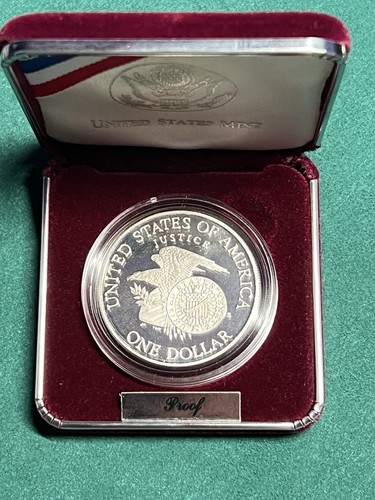 UNITED STATES MINT
UNITED STATES OF AMERICA
JUSTICE
ONE DOLLAR
Proof